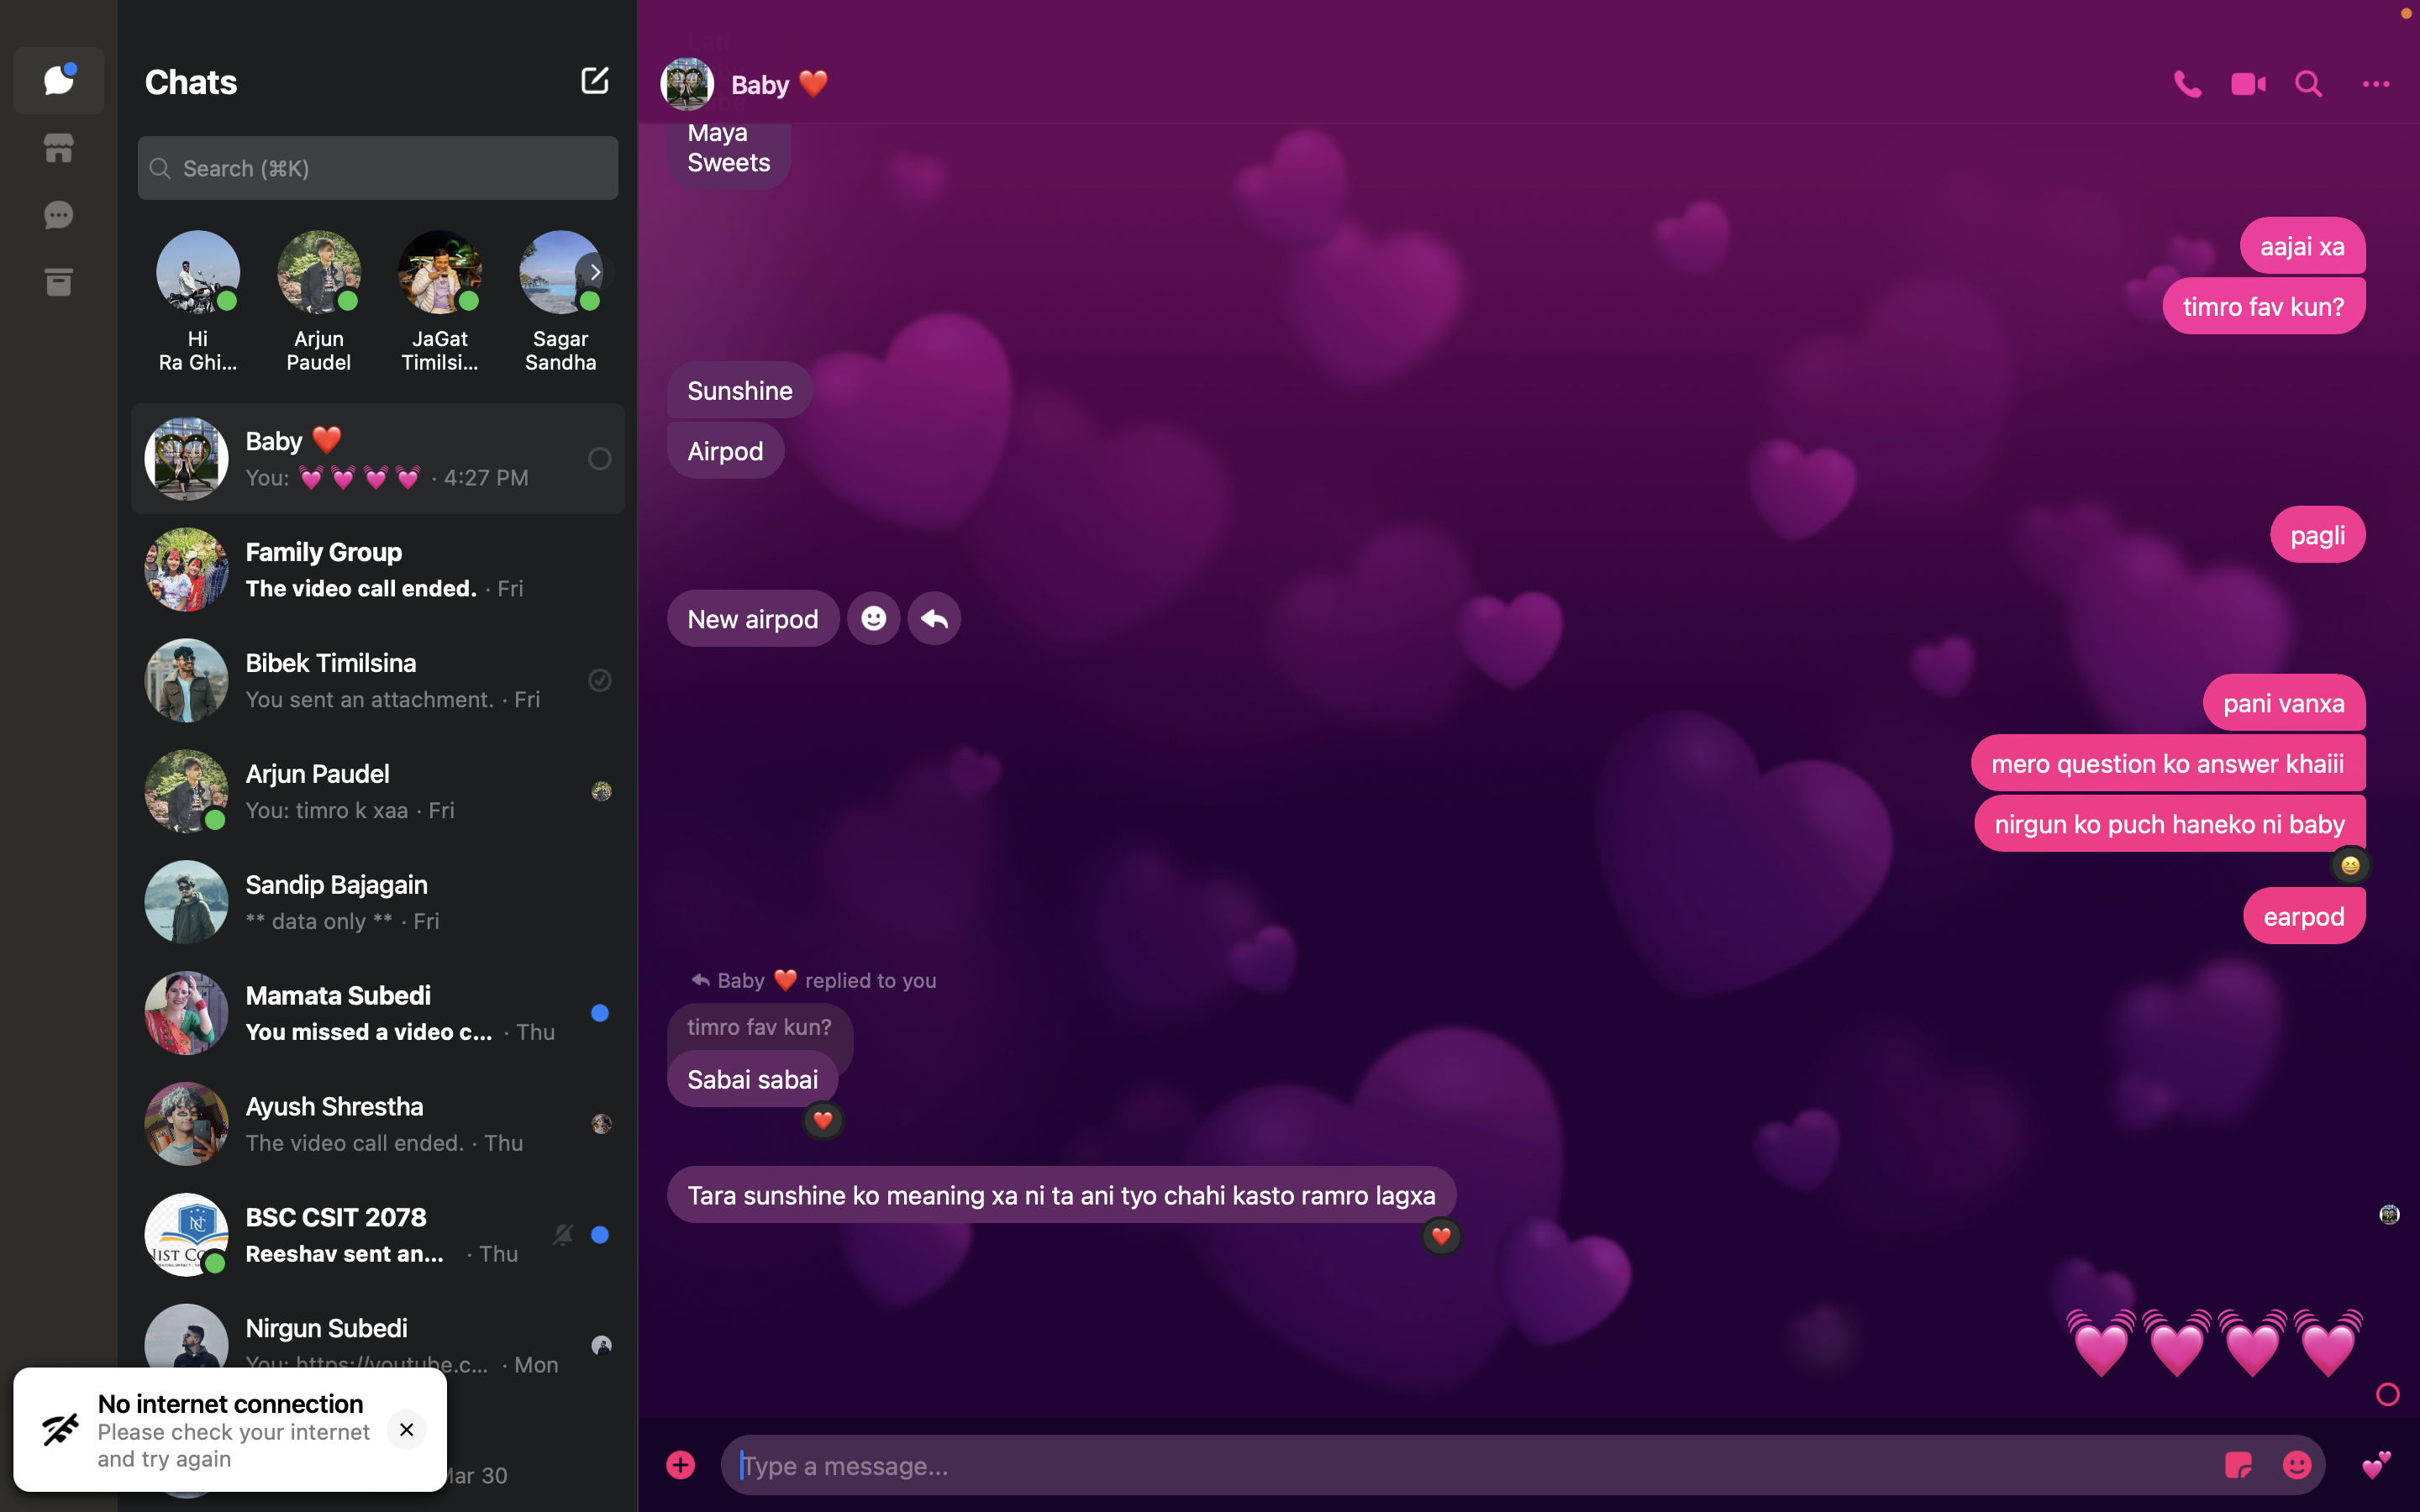 Chats
Search (⌘K)
Hi
Ra Ghi...
Arjun
Paudel
JaGat
Timilsi...
Sagar
Sandha
Baby ❤️
You: 💓 💓 💓 💓 · 4:27 PM
Family Group
The video call ended. · Fri
Bibek Timilsina
You sent an attachment. · Fri
Arjun Paudel
You: timro k xaa · Fri
Sandip Bajagain
** data only ** · Fri
Mamata Subedi
You missed a video c... · Thu
Ayush Shrestha
The video call ended. · Thu
BSC CSIT 2078
Reeshav sent an... · Thu
Nirgun Subedi
You: https://youtube.c... · Mon
Mar 30
No internet connection
Please check your internet
and try again
Baby ❤️
Maya
Sweets
aajai xa
timro fav kun?
Sunshine
Airpod
pagli
New airpod
pani vanxa
mero question ko answer khaiii
nirgun ko puch haneko ni baby
earpod
Baby ❤️ replied to you
timro fav kun?
Sabai sabai
Tara sunshine ko meaning xa ni ta ani tyo chahi kasto ramro lagxa
💓💓💓💓
Type a message...